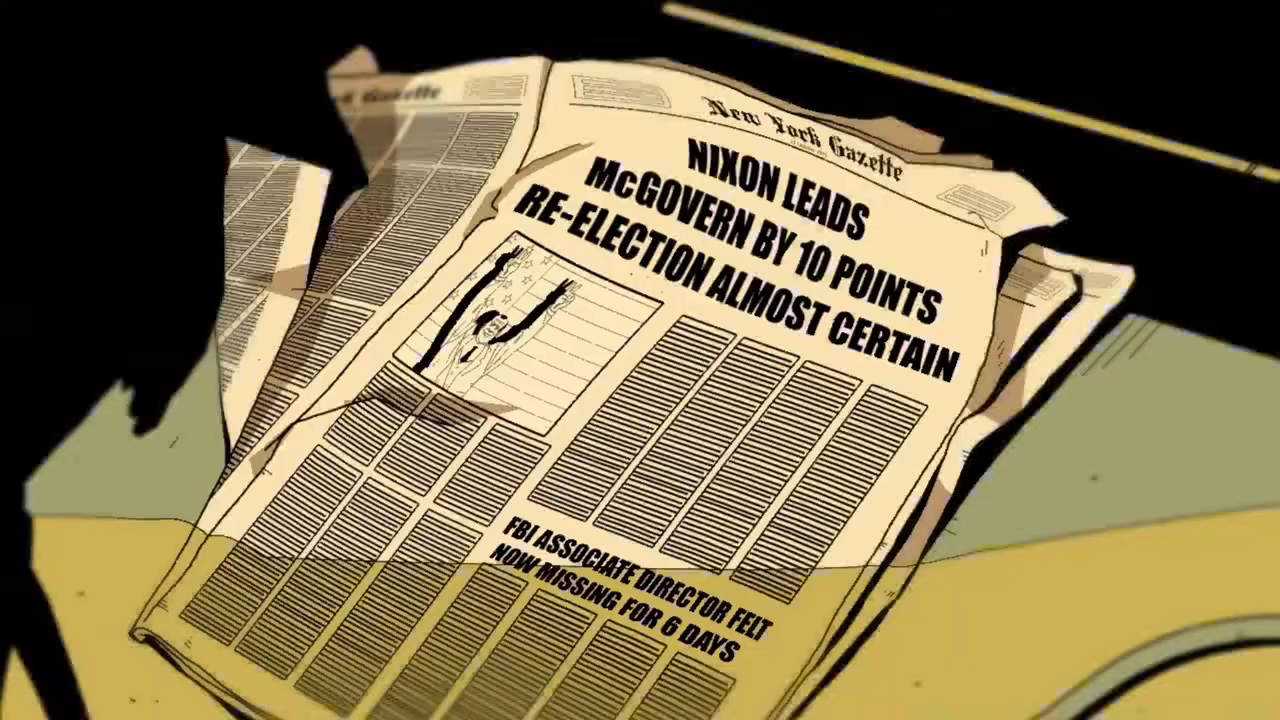 New York Gazette
NIXON LEADS
McGOVERN BY 10 POINTS
RE-ELECTION ALMOST CERTAIN
Gazette
FBI ASSOCIATE DIRECTOR FELT
NOW MISSING FOR 6 DAYS